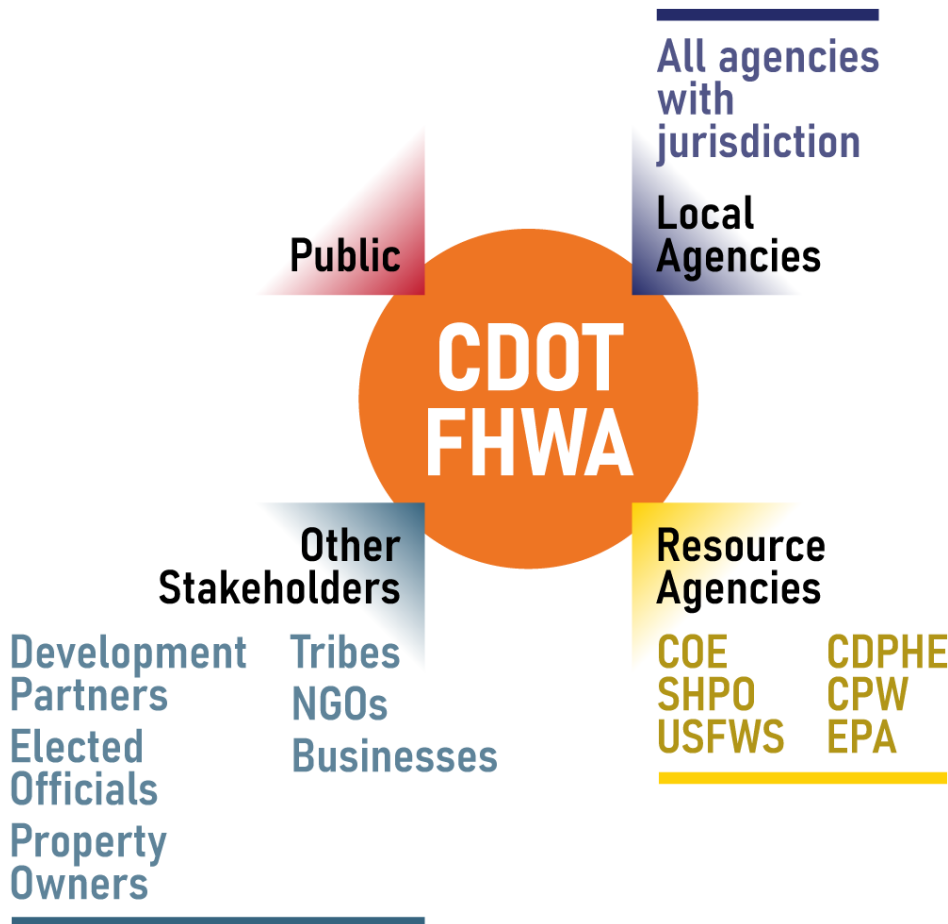 All agencies
with
jurisdiction
Local
Agencies
Public
CDOT
FHWA
Other
Stakeholders
Development
Partners
Elected
Officials
Property
Owners
Tribes
NGOs
Businesses
Resource
Agencies
COE
SHPO
USFWS
CDPHE
CPW
EPA